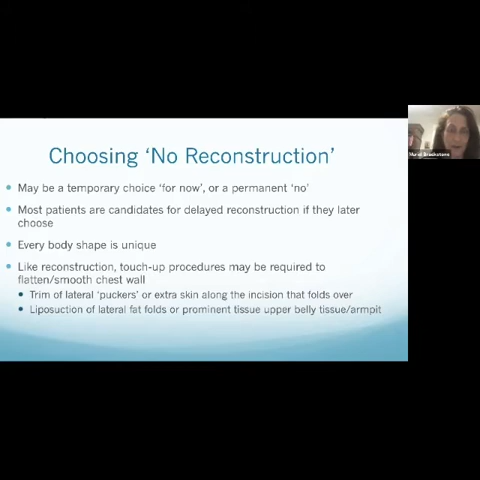 Choosing 'No Reconstruction'
May be a temporary choice 'for now', or a permanent 'no'
Most patients are candidates for delayed reconstruction if they later
choose
Every body shape is unique
Like reconstruction, touch-up procedures may be required to
flatten/smooth chest wall
Trim of lateral 'puckers' or extra skin along the incision that folds over
Liposuction of lateral fat folds or prominent tissue upper belly tissue/armpit
Muriel Brackstone